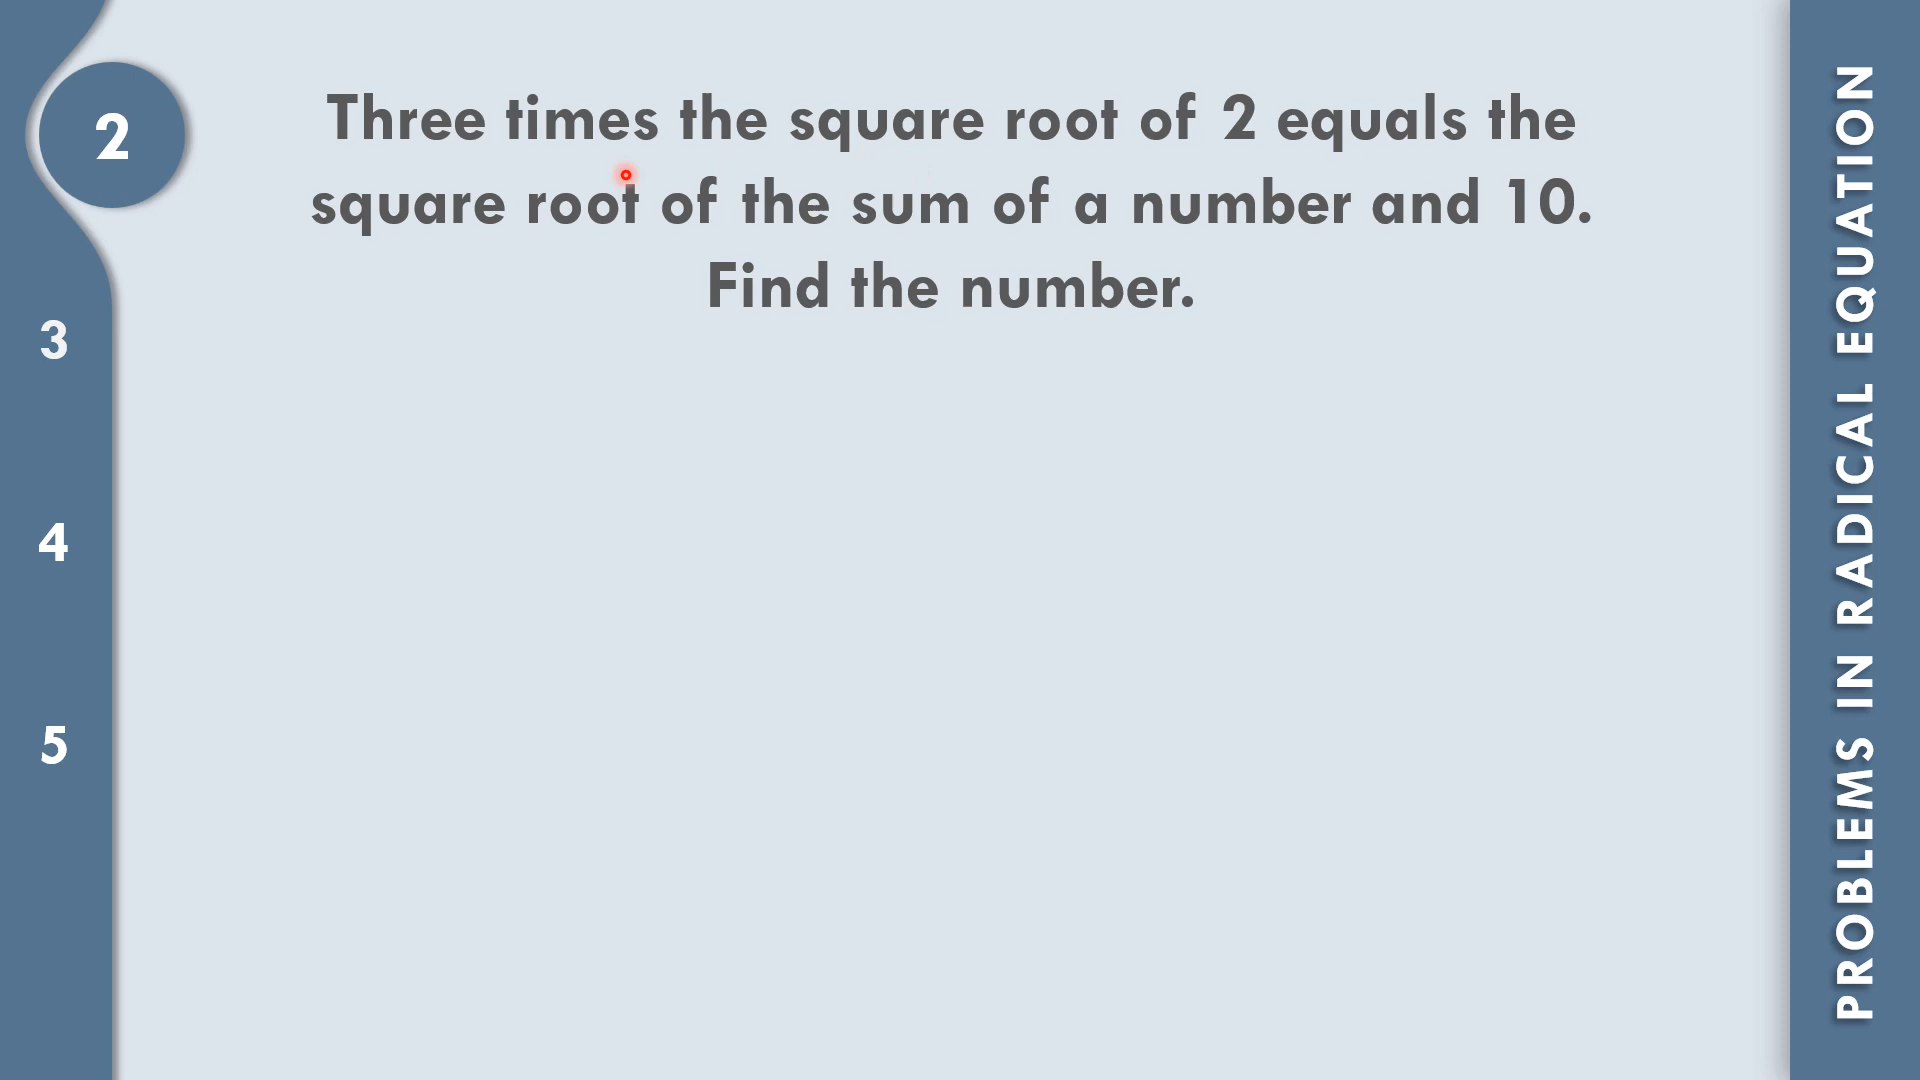 2
Three times the square root of 2 equals the
square root of the sum of a number and 10.
Find the number.
3
4
5
PROBLEMS IN RADICAL EQUATION